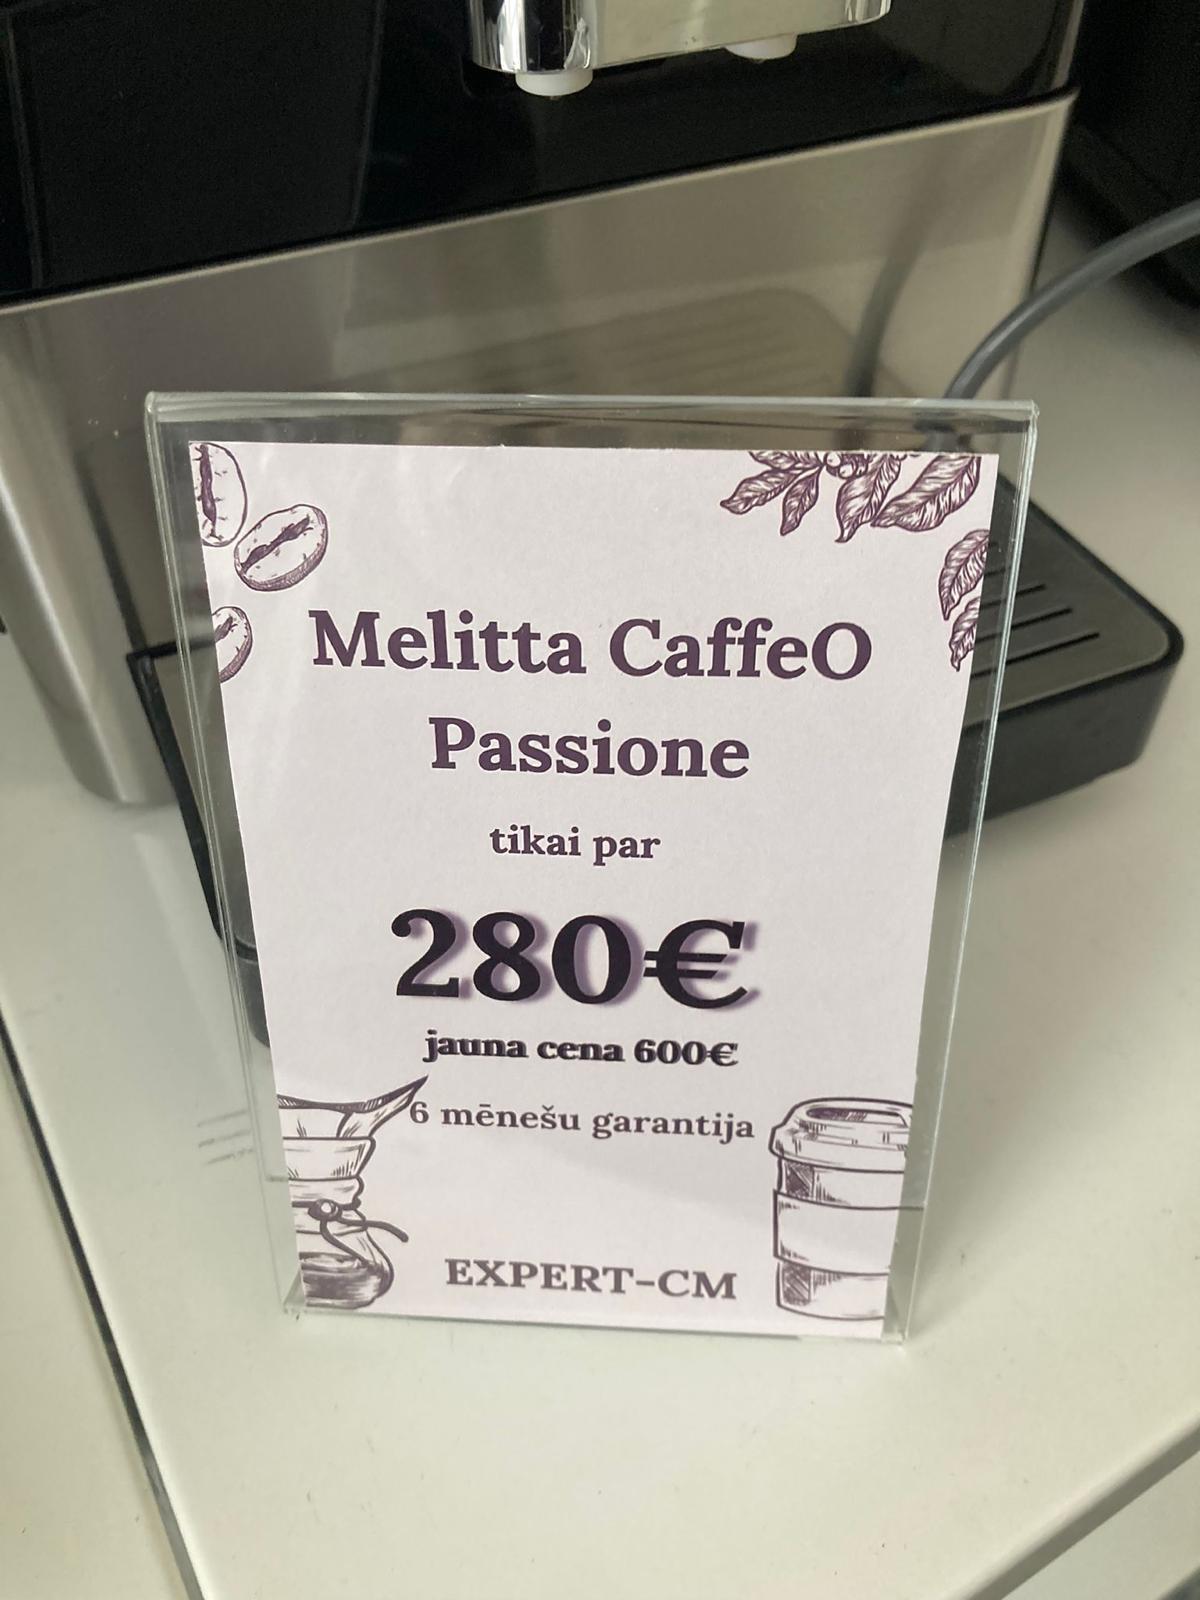 Melitta CaffeO
Passione
tikai par
280€
jauna cena 600€
6 mēnešu garantija
EXPERT-CM